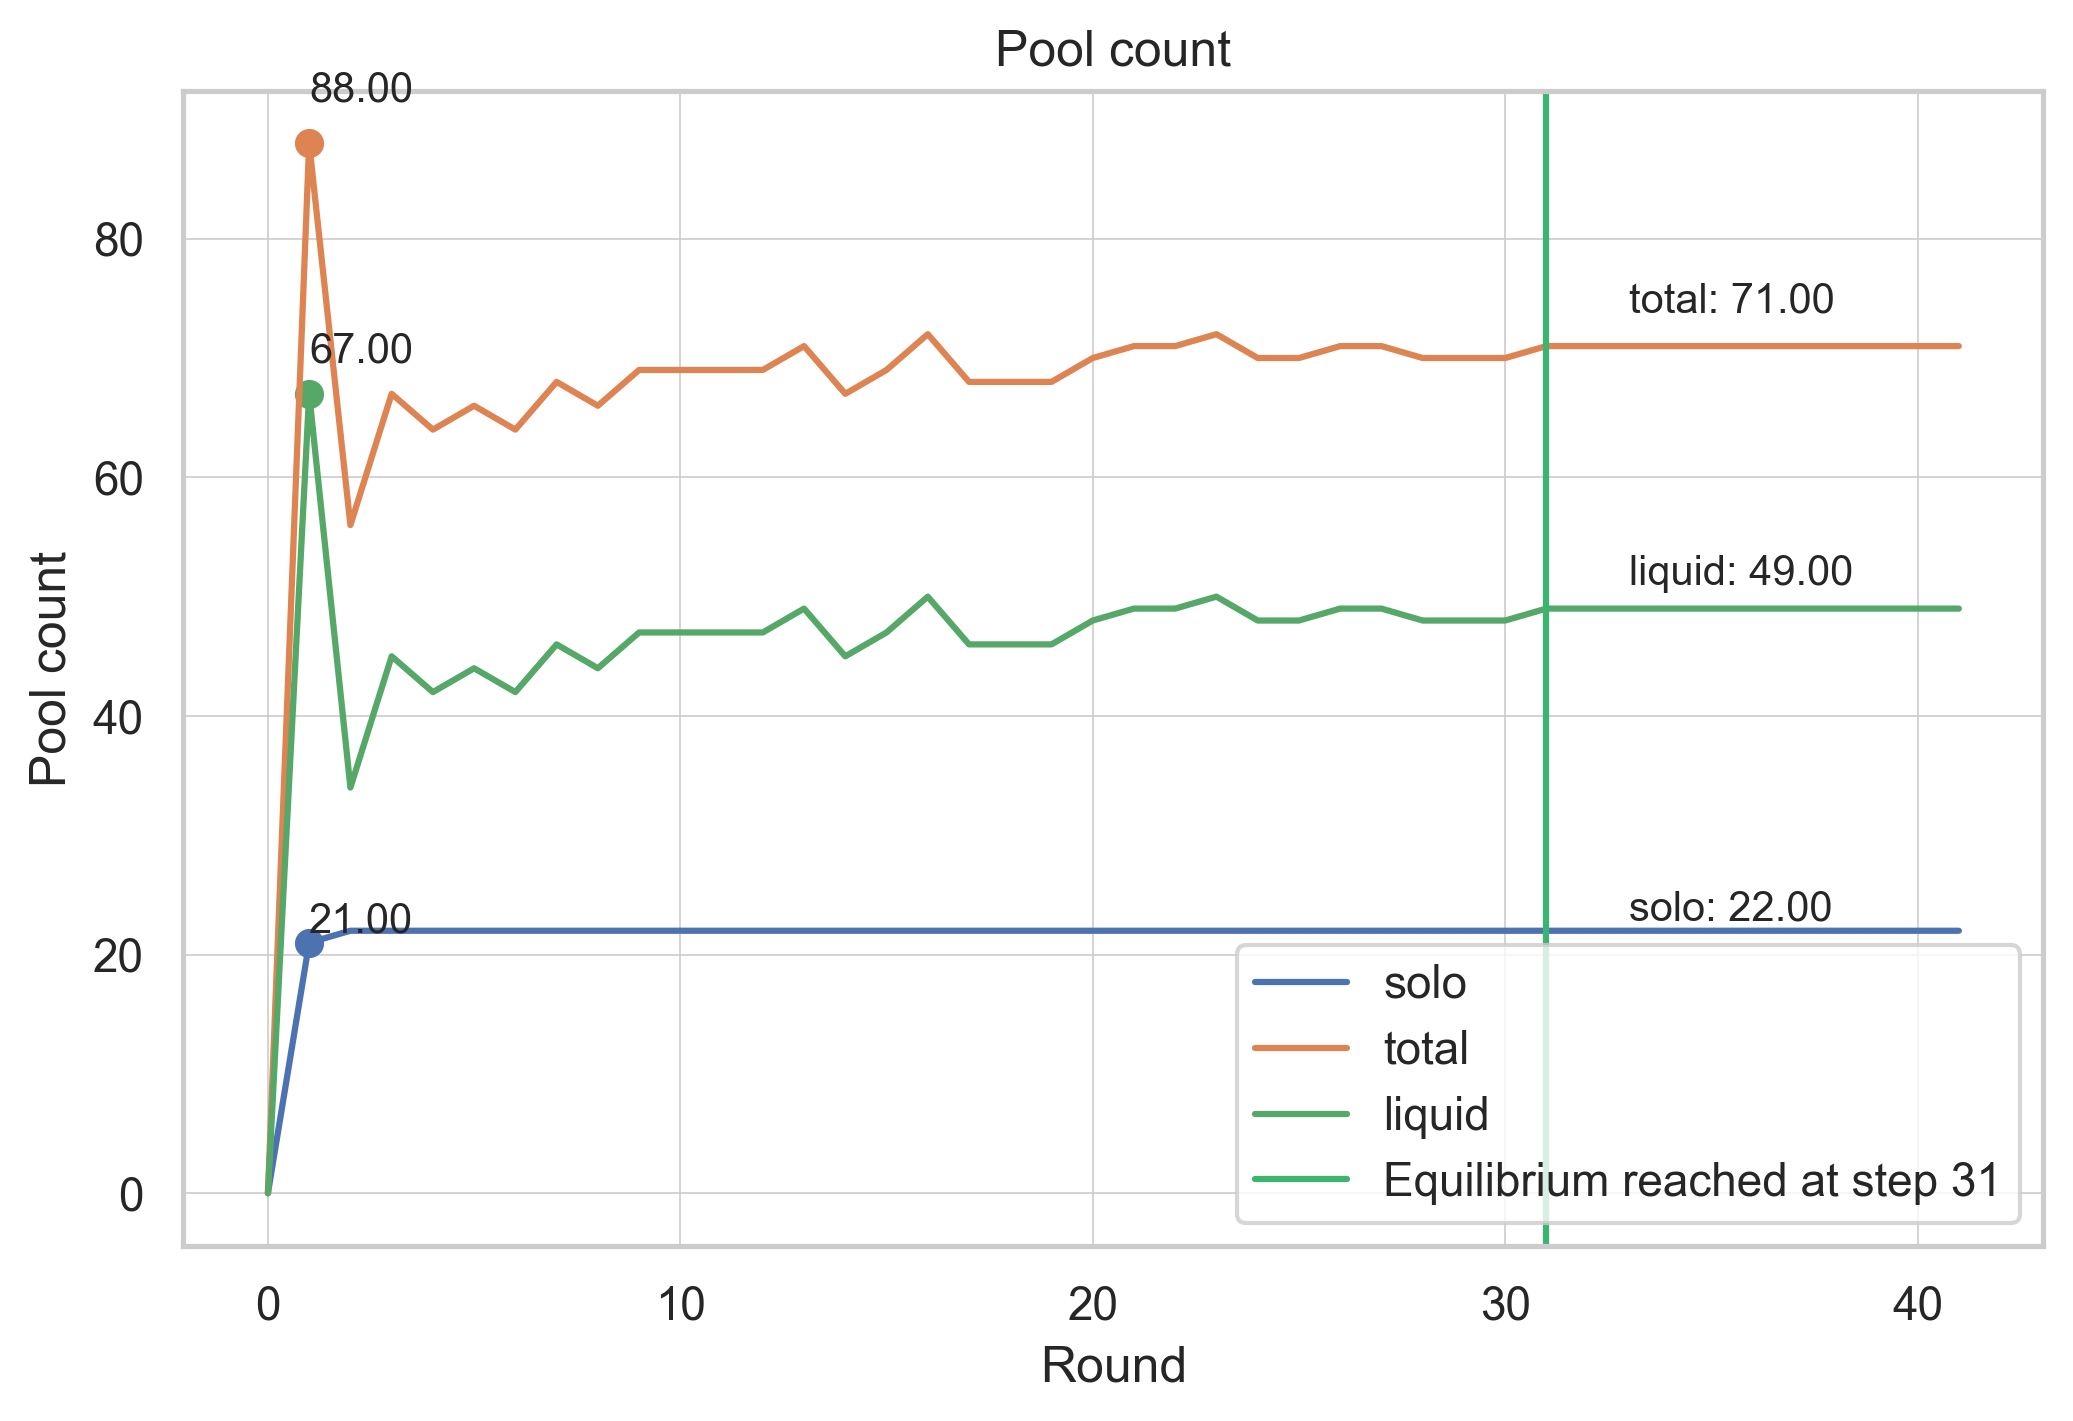 Pool count
88.00
67.00
21.00
total: 71.00
liquid: 49.00
solo: 22.00
Pool count
80
60
40
20
0
solo
total
liquid
Equilibrium reached at step 31
0
10
20
30
40
Round